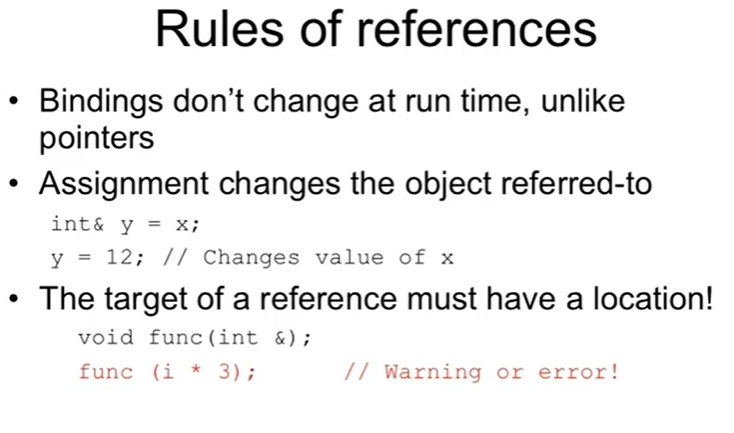 Rules of references
• Bindings don't change at run time, unlike
pointers
• Assignment changes the object referred-to
int& y = x;
y = 12; // Changes value of x
• The target of a reference must have a location!
void func(int &);
func (i * 3); // Warning or error!